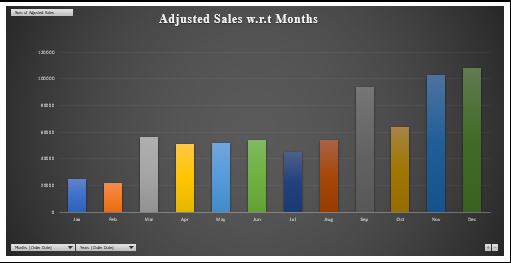 Sum of Adjusted Sales
Adjusted Sales w.r.t Months
120000
100000
80000
60000
40000
20000
0
Jan Feb Mar Apr May Jun Jul Aug Sep Oct Nov Dec
Months (Order Date) Years (Order Date)
+ -